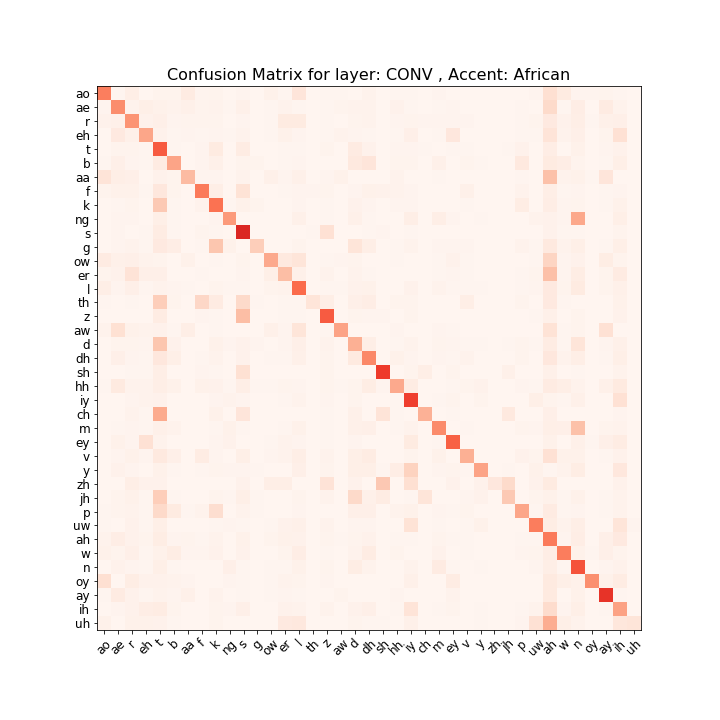 Confusion Matrix for layer: CONV , Accent: African
ao
ae
r
eh
t
b
aa
f
k
ng
s
g
ow
er
l
th
z
aw
d
dh
sh
hh
iy
ch
m
ey
v
y
zh
jh
p
uw
ah
w
n
oy
ay
ih
uh
ao ae r eh t b aa f k ng s g ow er l th z aw d dh sh hh iy ch m ey v y zh jh p uw ah w n oy ay ih uh